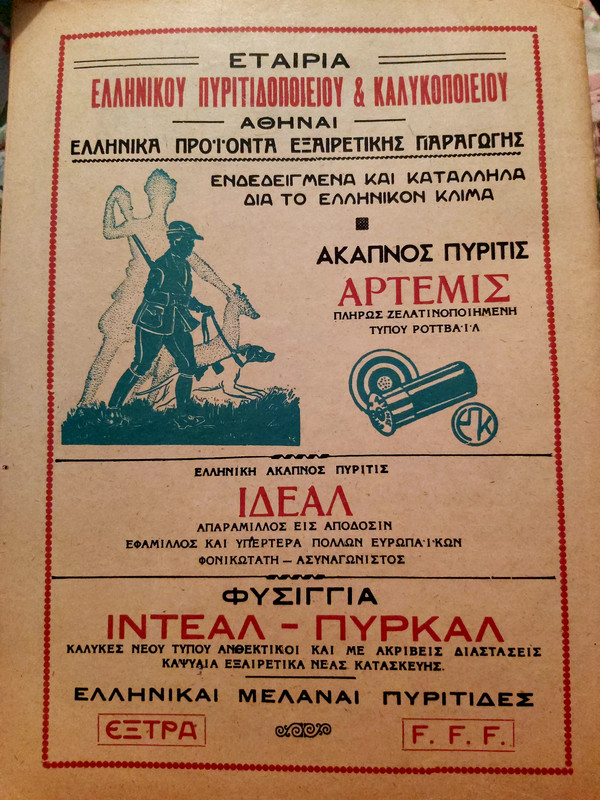 ΕΤΑΙΡΙΑ
ΕΛΛΗΝΙΚΟΥ ΠΥΡΙΤΙΔΟΠΟΙΕΙΟΥ & ΚΑΛΥΚΟΠΟΙΕΙΟΥ
ΑΘΗΝΑΙ
ΕΛΛΗΝΙΚΑ ΠΡΟΪΟΝΤΑ ΕΞΑΙΡΕΤΙΚΗΣ ΠΑΡΑΓΩΓΗΣ
ΕΝΔΕΔΕΙΓΜΕΝΑ ΚΑΙ ΚΑΤΑΛΛΗΛΑ
ΔΙΑ ΤΟ ΕΛΛΗΝΙΚΟΝ ΚΛΙΜΑ
ΑΚΑΠΝΟΣ ΠΥΡΙΤΙΣ
ΑΡΤΕΜΙΣ
ΠΛΗΡΩΣ ΖΕΛΑΤΙΝΟΠΟΙΗΜΕΝΗ
ΤΥΠΟΥ ΡΟΤΤΒΑΪΛ
ΕΛΛΗΝΙΚΗ ΑΚΑΠΝΟΣ ΠΥΡΙΤΙΣ
ΙΔΕΑΛ
ΑΠΑΡΑΜΙΛΛΟΣ ΕΙΣ ΑΠΟΔΟΣΙΝ
ΕΦΑΜΙΛΛΟΣ ΚΑΙ ΥΠΕΡΤΕΡΑ ΠΟΛΛΩΝ ΕΥΡΩΠΑΪΚΩΝ
ΦΟΝΙΚΩΤΑΤΗ — ΑΣΥΝΑΓΩΝΙΣΤΟΣ
ΦΥΣΙΓΓΙΑ
ΙΝΤΕΑΛ - ΠΥΡΚΑΛ
ΚΑΛΥΚΕΣ ΝΕΟΥ ΤΥΠΟΥ ΑΝΘΕΚΤΙΚΟΙ ΚΑΙ ΜΕ ΑΚΡΙΒΕΙΣ ΔΙΑΣΤΑΣΕΙΣ
ΚΑΨΥΛΙΑ ΕΞΑΙΡΕΤΙΚΑ ΝΕΑΣ ΚΑΤΑΣΚΕΥΗΣ.
ΕΛΛΗΝΙΚΑΙ ΜΕΛΑΝΑΙ ΠΥΡΙΤΙΔΕΣ
ΕΞΤΡΑ
F. F. F.